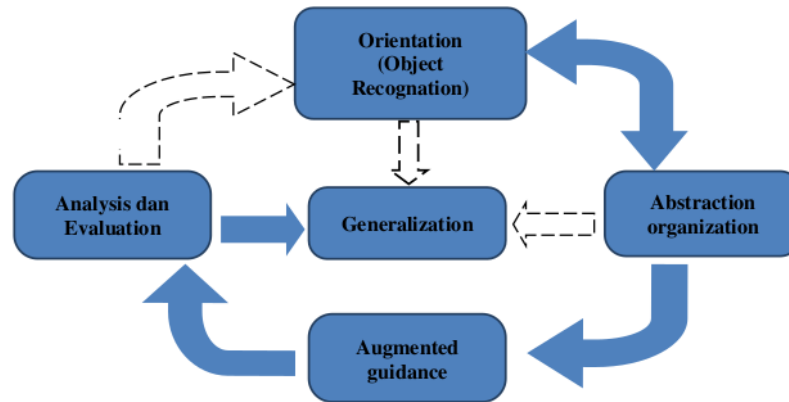 Orientation
(Object
Recognation)
Analysis dan
Evaluation
Generalization
Abstraction
organization
Augmented
guidance